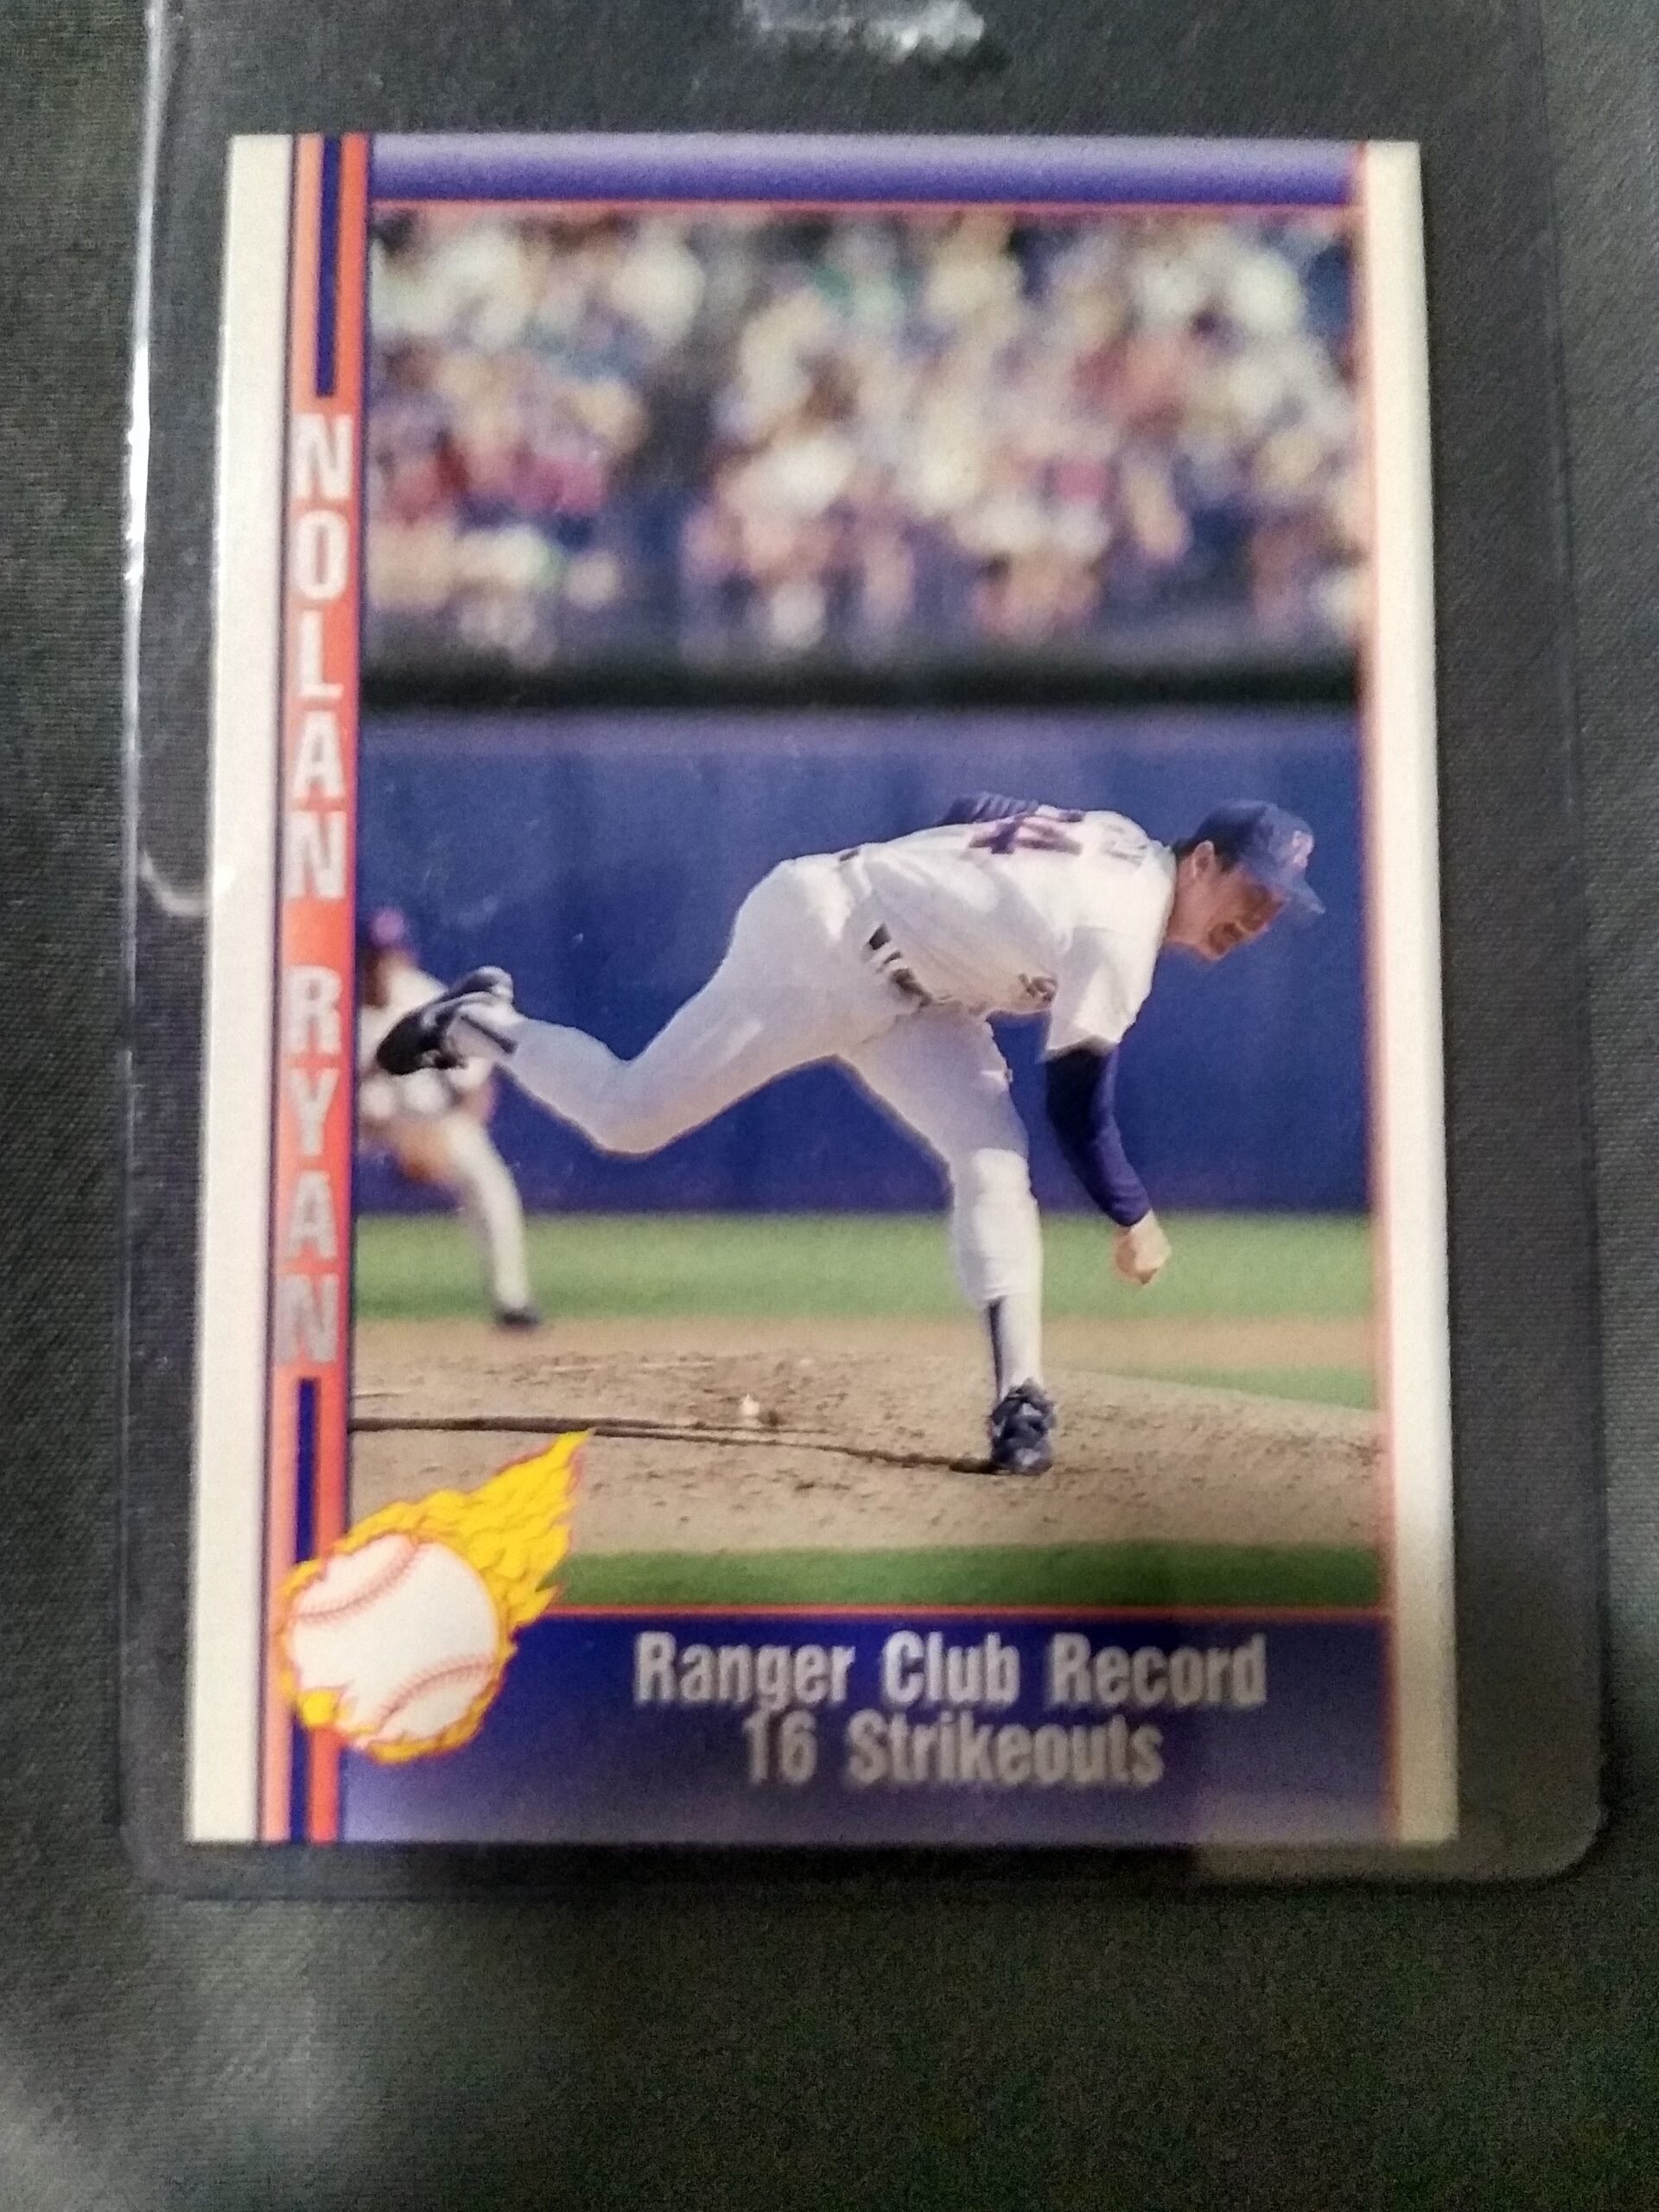 NOLAN RYAN
Ranger Club Record
16 Strikeouts